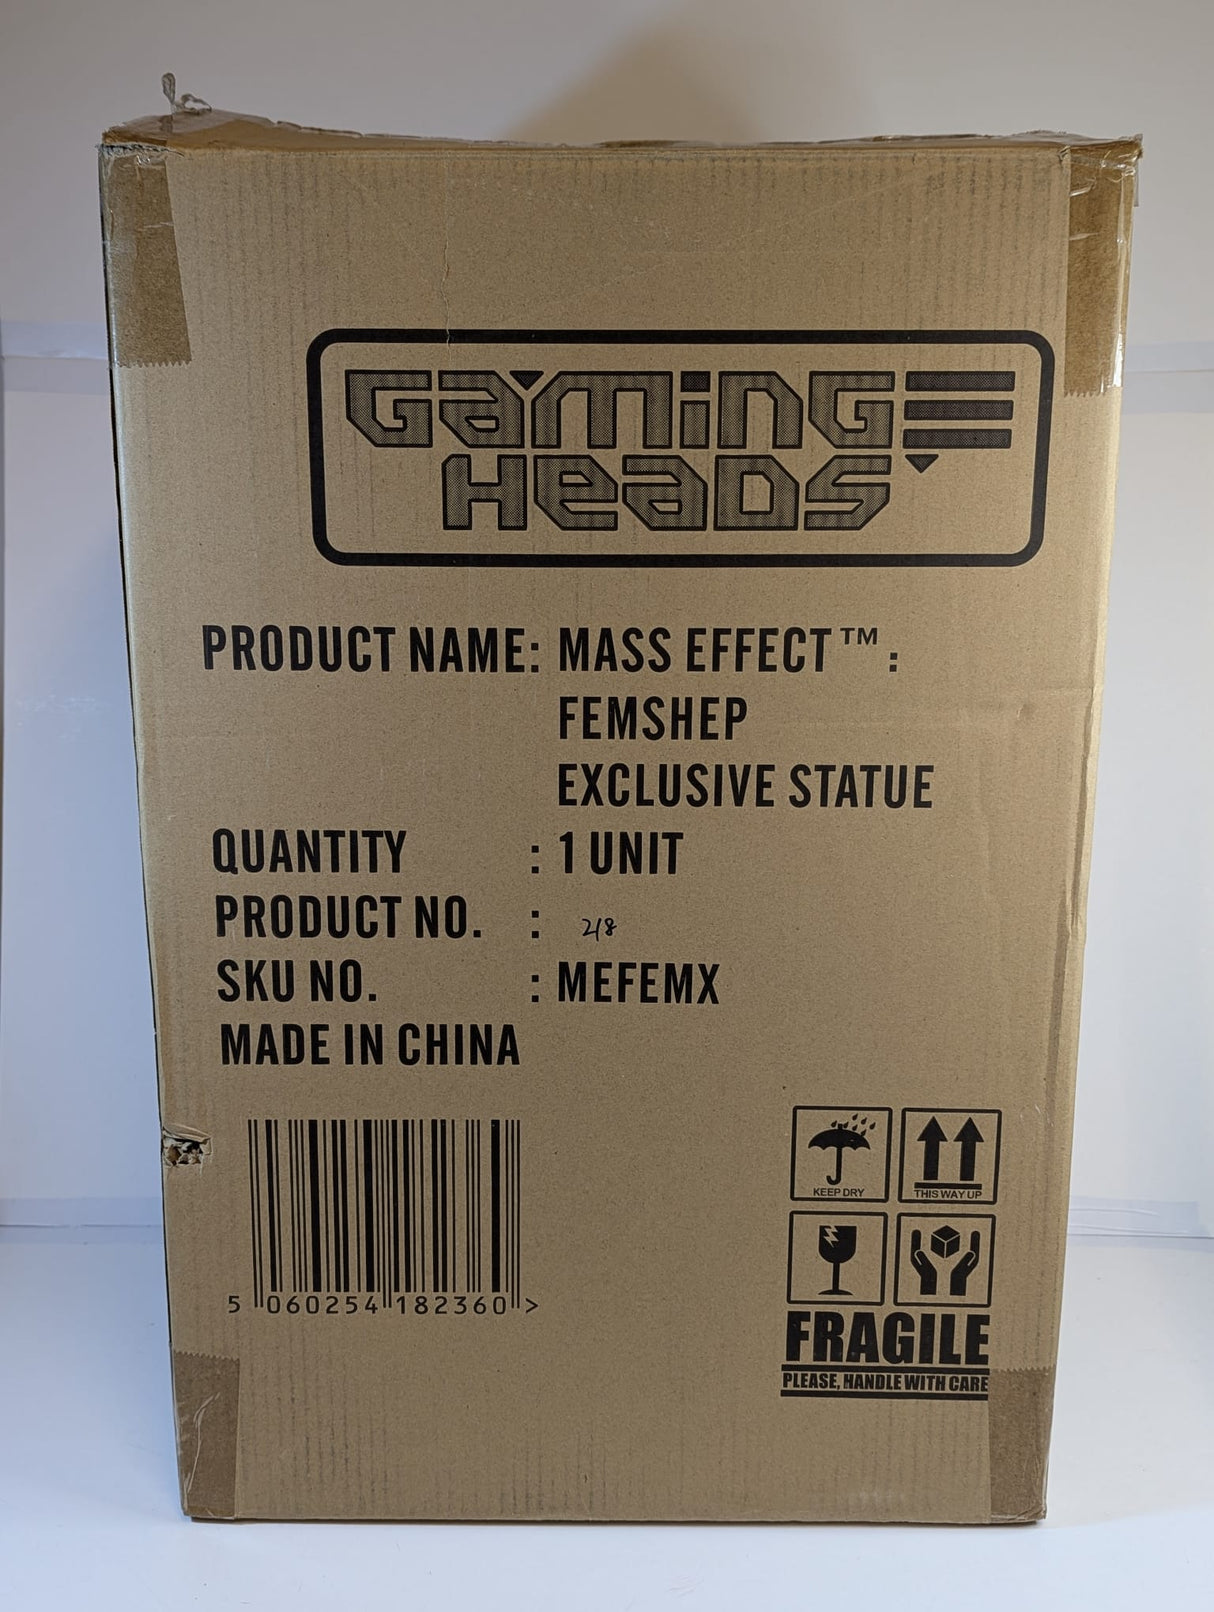 GAMING
HEADS
PRODUCT NAME: MASS EFFECT™:
FEMSHEP
EXCLUSIVE STATUE
QUANTITY : 1 UNIT
PRODUCT NO. : 218
SKU NO. : MEFEMX
MADE IN CHINA
KEEP DRY
THIS WAY UP
5 060254 182360 >
FRAGILE
PLEASE, HANDLE WITH CARE